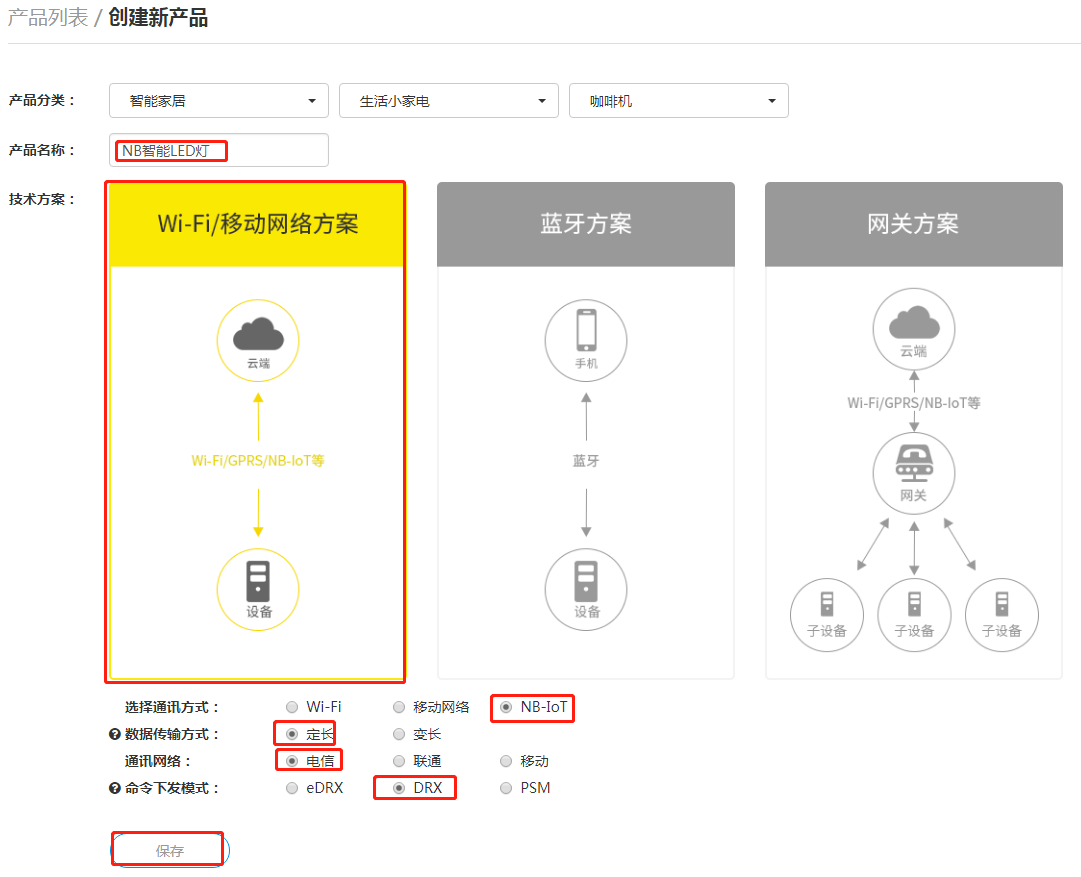 产品列表 / 创建新产品
产品分类： 智能家居 生活小家电 咖啡机
产品名称： NB智能LED灯
技术方案：
Wi-Fi/移动网络方案
云端
Wi-Fi/GPRS/NB-IoT等
设备
蓝牙方案
手机
蓝牙
设备
网关方案
云端
Wi-Fi/GPRS/NB-IoT等
网关
子设备 子设备 子设备
选择通讯方式： Wi-Fi 移动网络 NB-IoT
数据传输方式： 定长 变长
通讯网络： 电信 联通 移动
命令下发模式： eDRX DRX PSM
保存